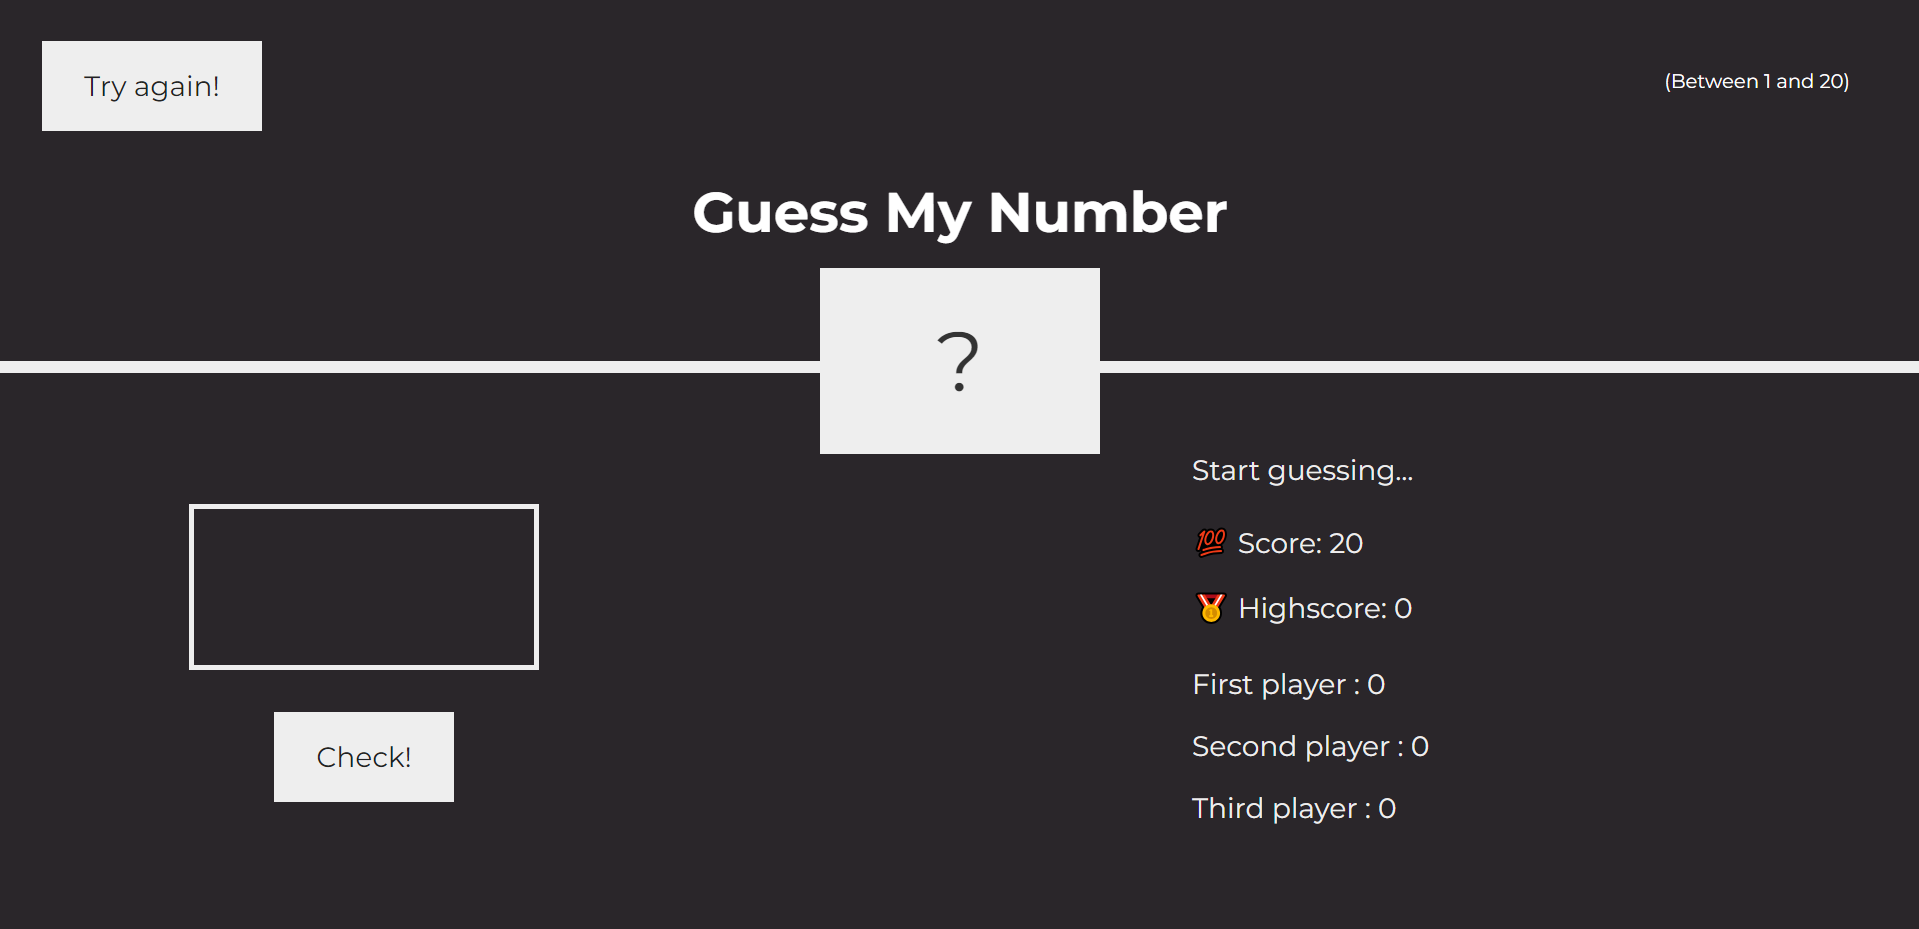 Try again!
(Between 1 and 20)
Guess My Number
?
Start guessing...
💯 Score: 20
🥇 Highscore: 0
First player : 0
Second player : 0
Third player : 0
Check!